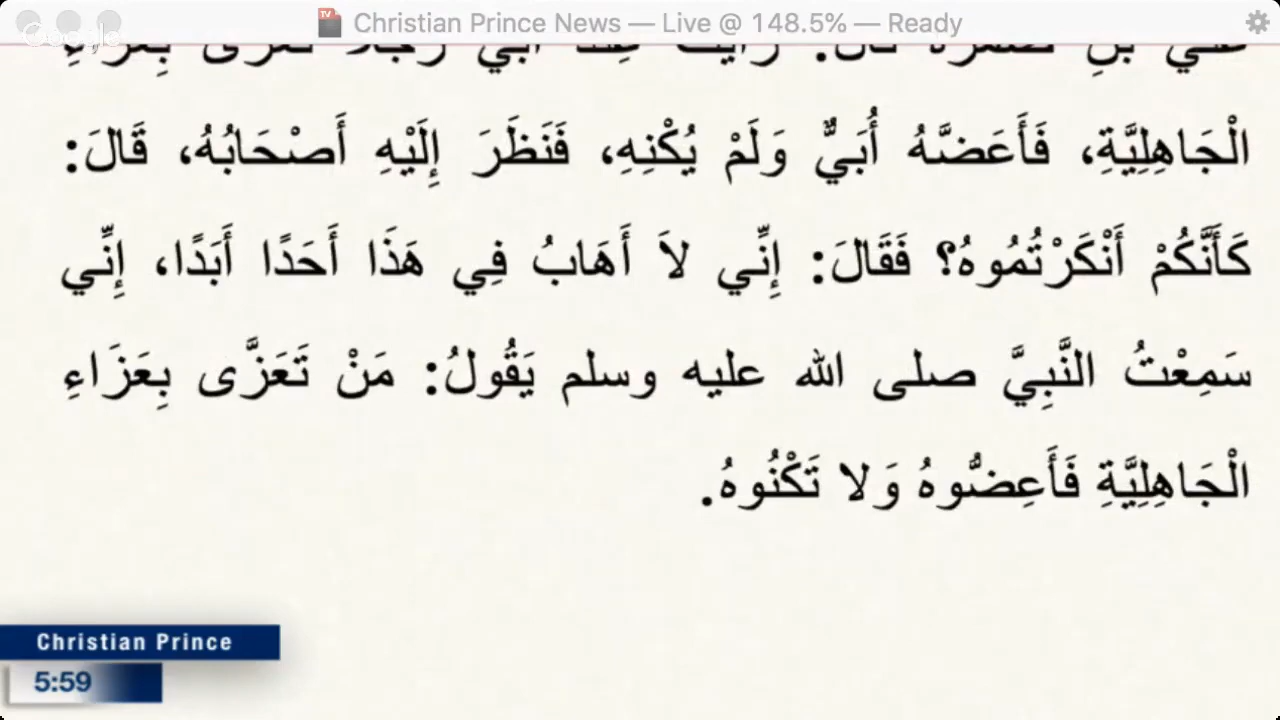 Christian Prince News — Live @ 148.5% — Ready
Google
الْجَاهِلِيَّةِ، فَأَعَضَّهُ أُبَيٌّ وَلَمْ يُكْنِهِ، فَنَظَرَ إِلَيْهِ أَصْحَابُهُ، قَالَ:
كَأَنَّكُمْ أَنْكَرْتُمُوهُ؟ فَقَالَ: إِنِّي لاَ أَهَابُ فِي هَذَا أَحَدًا أَبَدًا، إِنِّي
سَمِعْتُ النَّبِيَّ صلى الله عليه وسلم يَقُولُ: مَنْ تَعَزَّى بِعَزَاءِ
الْجَاهِلِيَّةِ فَأَعِضُّوهُ وَلا تَكْنُوهُ.
Christian Prince
5:59